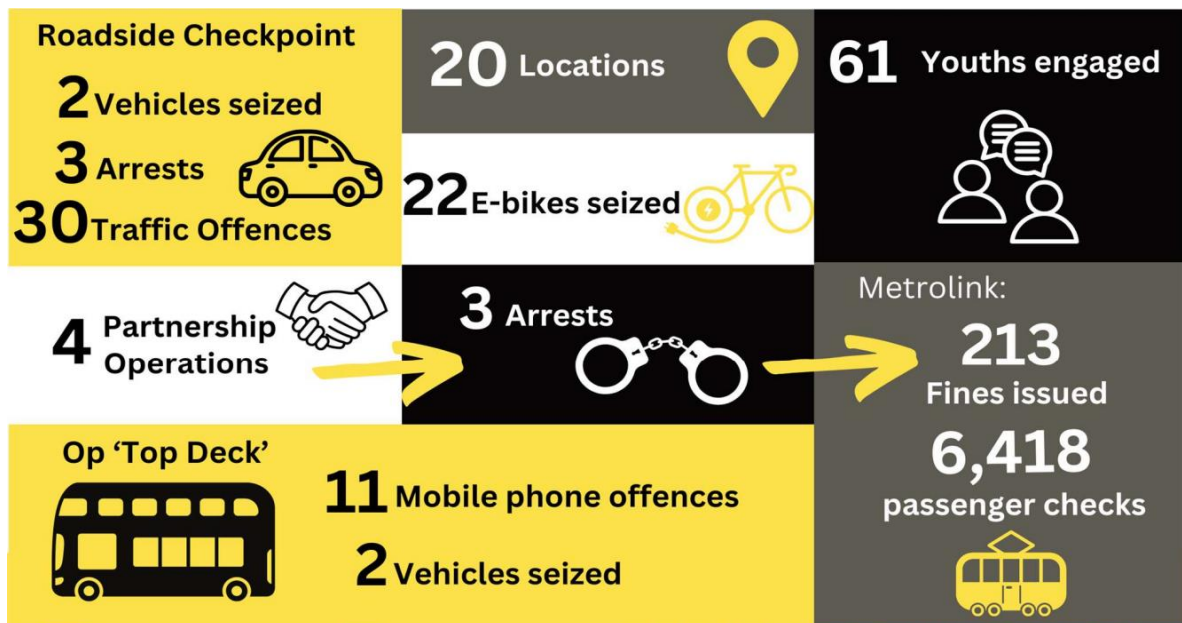 Roadside Checkpoint
2 Vehicles seized
3 Arrests
30 Traffic Offences
20 Locations
22 E-bikes seized
61 Youths engaged
4 Partnership
Operations
3 Arrests
Metrolink:
213
Fines issued
6,418
passenger checks
Op ‘Top Deck’
11 Mobile phone offences
2 Vehicles seized